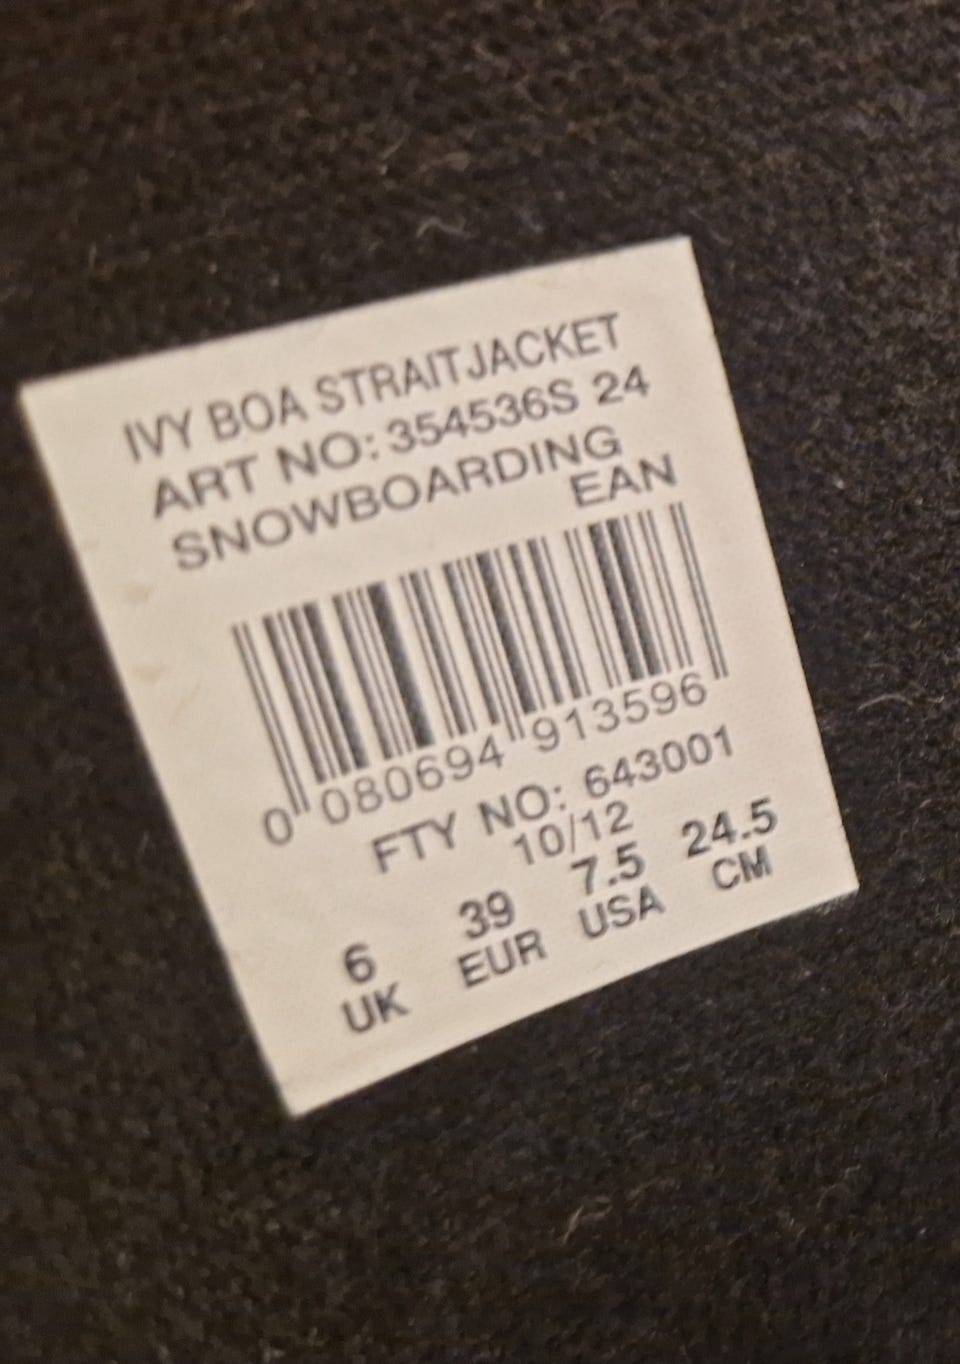 IVY BOA STRAITJACKET
ART NO: 354536S 24
SNOWBOARDING
EAN
0 080694 913596
FTY NO: 643001
10/12
6 39 7.5 24.5
UK EUR USA CM